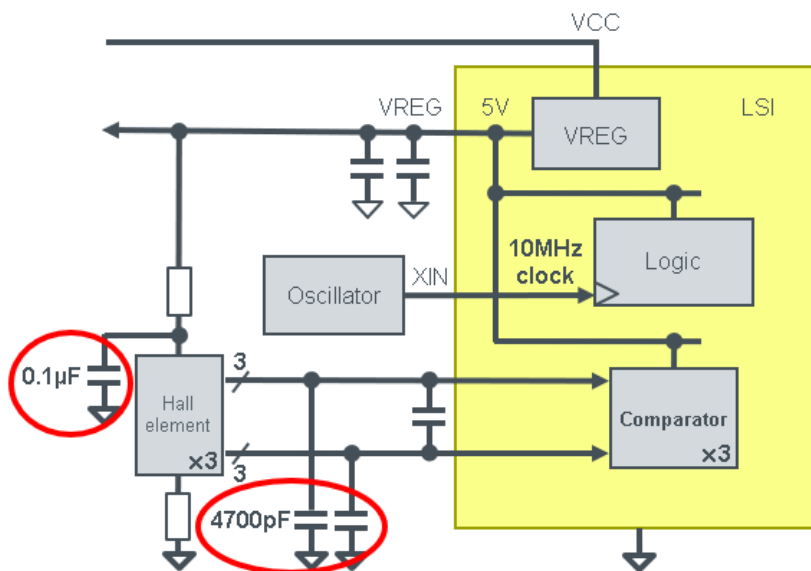 VCC
VREG
5V
LSI
VREG
10MHz
clock
Logic
XIN
Oscillator
0.1µF
3
Hall
element
×3
3
Comparator
×3
4700pF